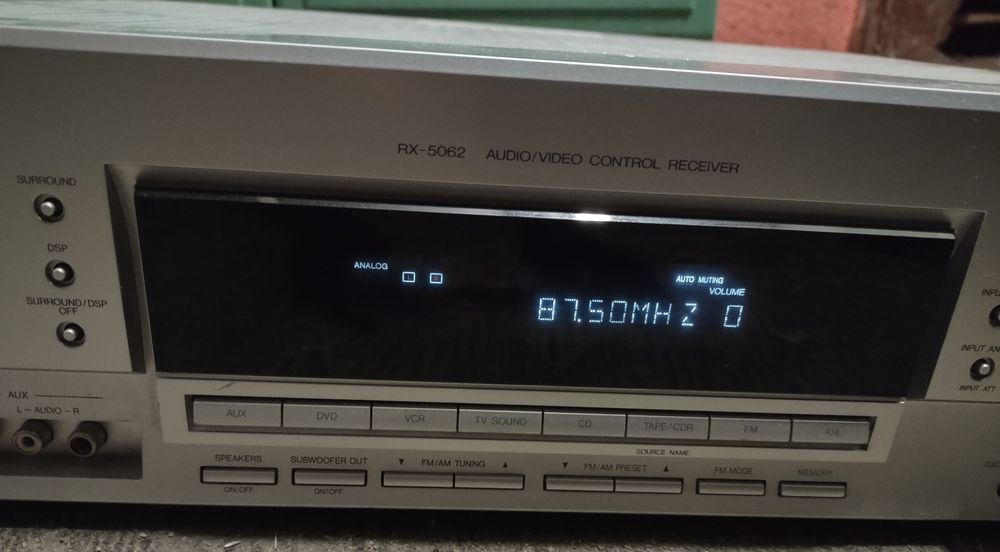 RX-5062 AUDIO/VIDEO CONTROL RECEIVER
SURROUND
DSP
SURROUND/DSP
OFF
ANALOG
L R
AUTO MUTING
VOLUME
87.50MHZ 0
INPUT AN
INPUT ATT
AUX
L - AUDIO - R
AUX DVD VCR TV SOUND CD TAPE/CDR FM AM
SOURCE NAME
SPEAKERS
ON/OFF
SUBWOOFER OUT
ON/OFF
▼ FM/AM TUNING ▲
▼ FM/AM PRESET ▲
FM MODE
MEMORY